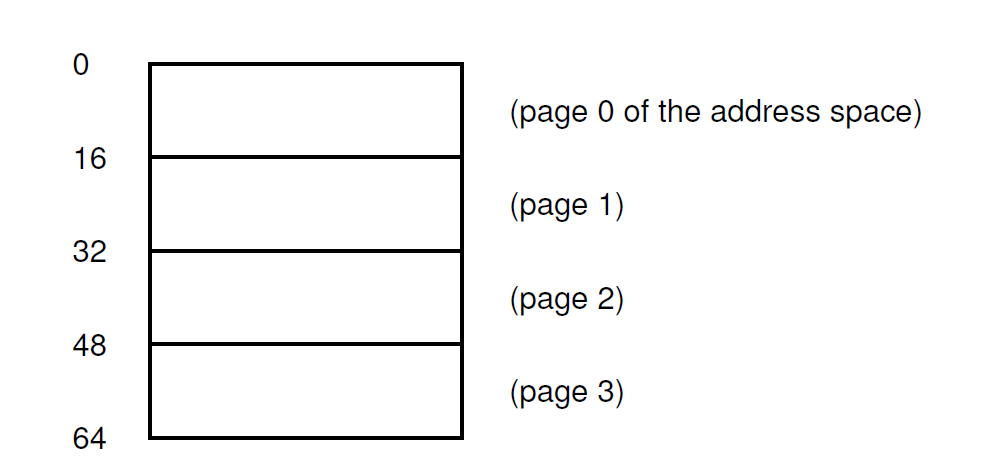 0
(page 0 of the address space)
16
(page 1)
32
(page 2)
48
(page 3)
64